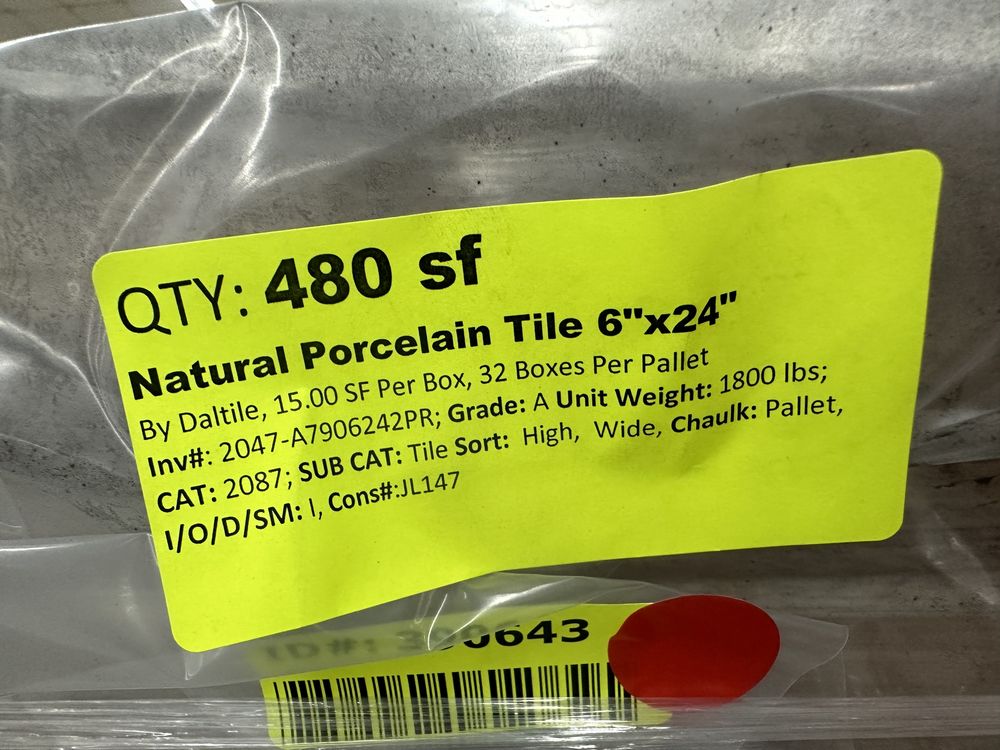 QTY: 480 sf
Natural Porcelain Tile 6"x24"
By Daltile, 15.00 SF Per Box, 32 Boxes Per Pallet
Inv#: 2047-A7906242PR; Grade: A Unit Weight: 1800 lbs;
CAT: 2087; SUB CAT: Tile Sort: High, Wide, Chaulk: Pallet,
I/O/D/SM: I, Cons#:JL147
ID#: